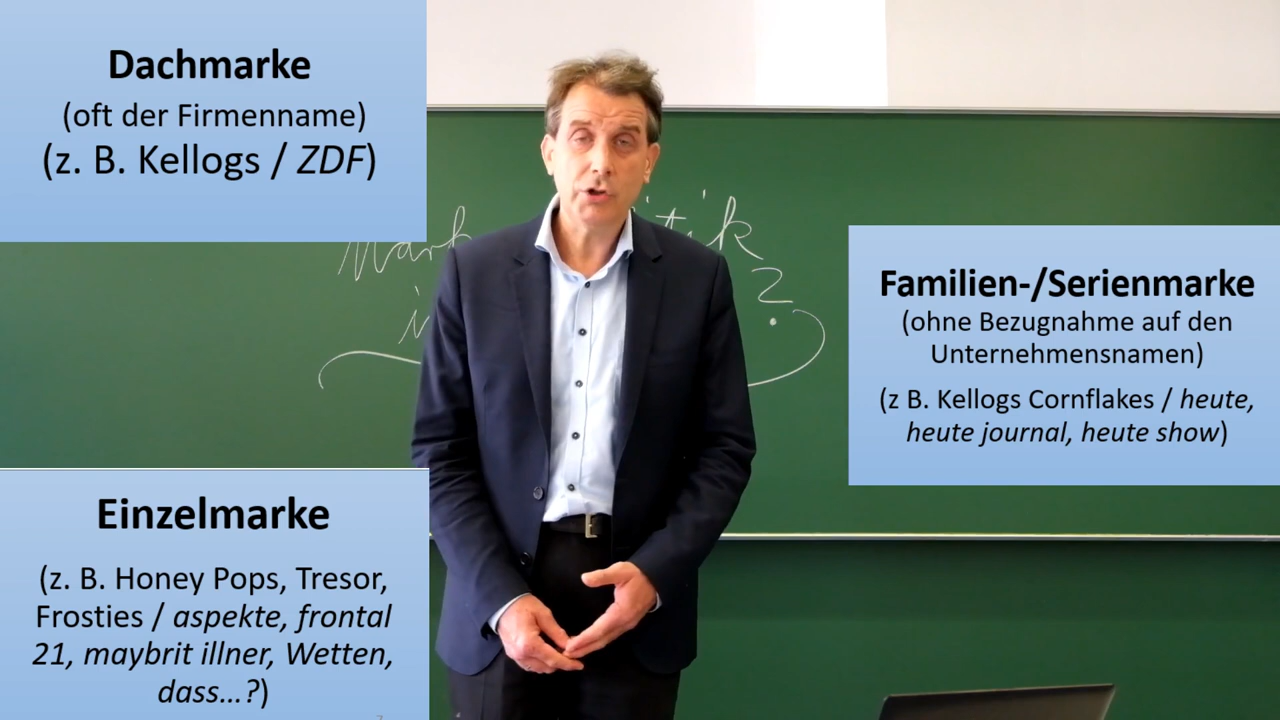 Dachmarke
(oft der Firmenname)
(z. B. Kellogs / ZDF)
Familien-/Serienmarke
(ohne Bezugnahme auf den
Unternehmensnamen)
(z B. Kellogs Cornflakes / heute,
heute journal, heute show)
Einzelmarke
(z. B. Honey Pops, Tresor,
Frosties / aspekte, frontal
21, maybrit illner, Wetten,
dass...?)